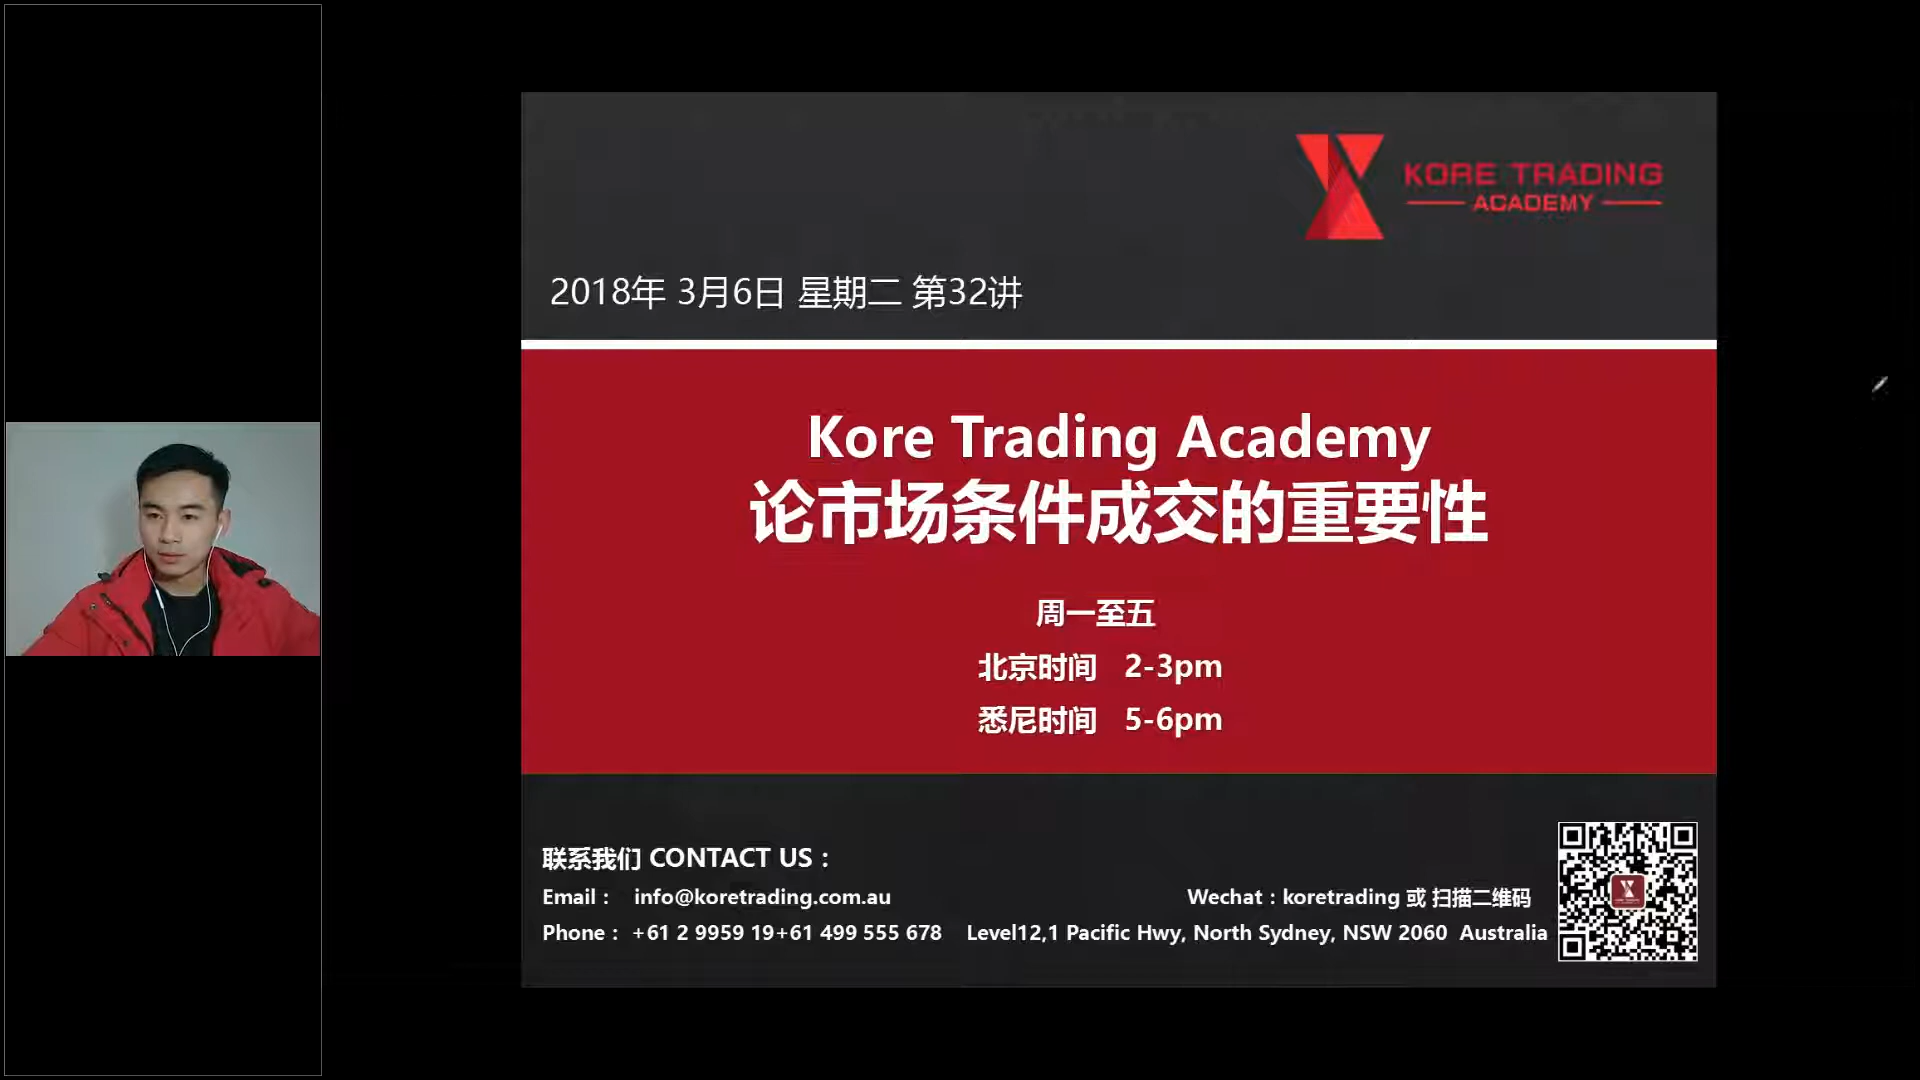 KORE TRADING
ACADEMY
2018年 3月6日 星期二 第32讲
Kore Trading Academy
论市场条件成交的重要性
周一至五
北京时间 2-3pm
悉尼时间 5-6pm
联系我们 CONTACT US :
Email : info@koretrading.com.au
Wechat : koretrading 或 扫描二维码
Phone : +61 2 9959 19+61 499 555 678 Level12,1 Pacific Hwy, North Sydney, NSW 2060 Australia